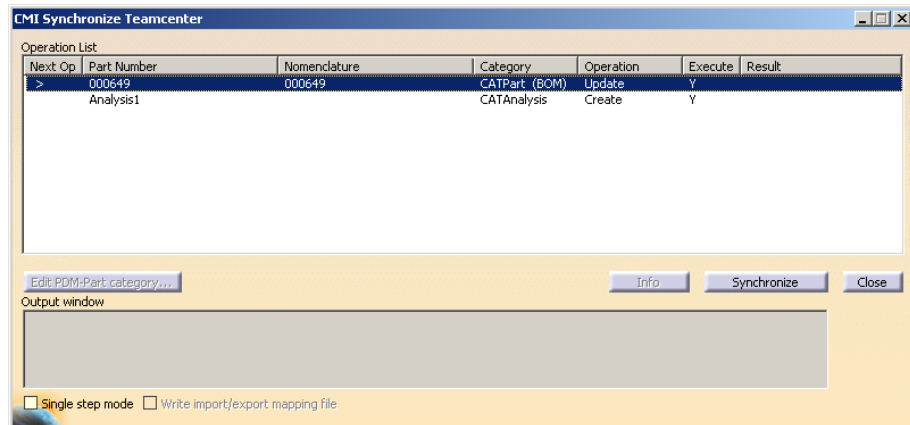 CMI Synchronize Teamcenter
Operation List
Next Op Part Number Nomenclature Category Operation Execute Result
> 000649 000649 CATPart (BOM) Update Y
Analysis1 CATAnalysis Create Y
Edit PDM-Part category... Info Synchronize Close
Output window
Single step mode Write import/export mapping file